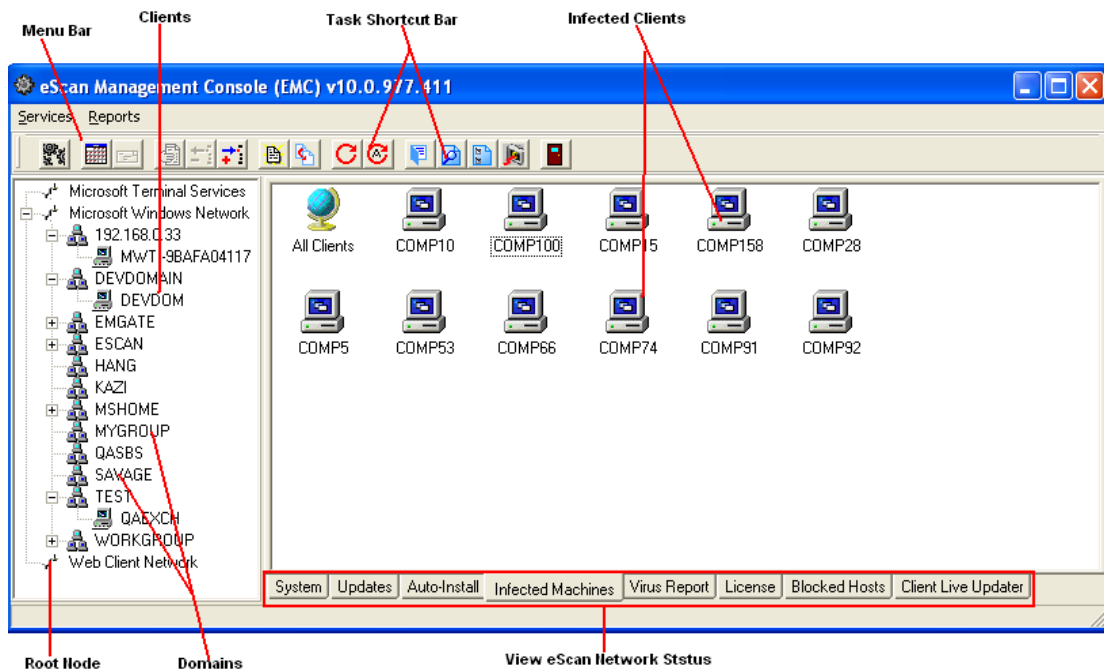 Clients
Task Shortcut Bar
Infected Clients
Menu Bar
eScan Management Console (EMC) v10.0.977.411
Services Reports
Microsoft Terminal Services
Microsoft Windows Network
192.168.0.33
MWTI-9BAFA04117
DEVDOMAIN
DEVDOM
EMGATE
ESCAN
HANG
KAZI
MSHOME
MYGROUP
QASBS
SAVAGE
TEST
QAEXCH
WORKGROUP
Web Client Network
All Clients COMP10 COMP100 COMP15 COMP158 COMP28
COMP5 COMP53 COMP66 COMP74 COMP91 COMP92
System Updates Auto-Install Infected Machines Virus Report License Blocked Hosts Client Live Updater
Root Node
Domains
View eScan Network Ststus